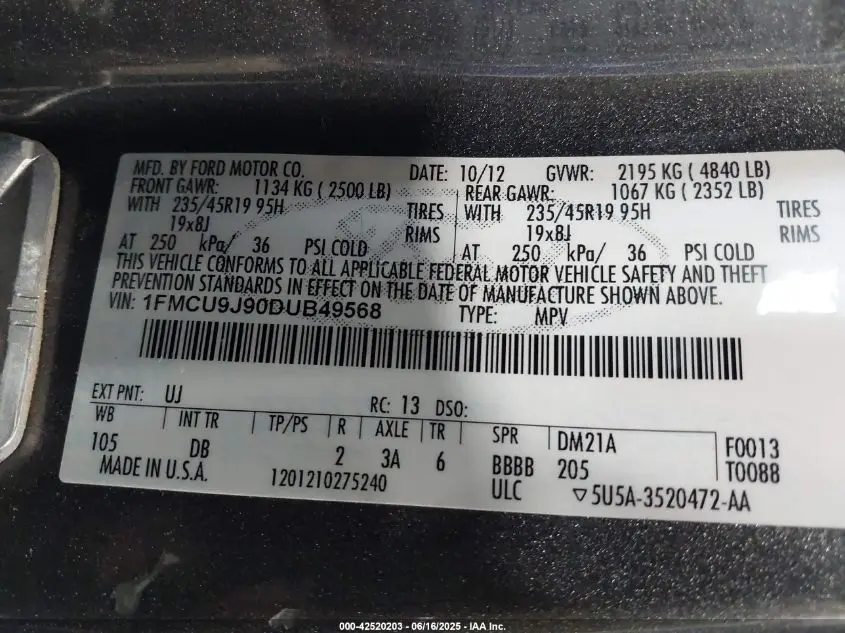 MFD. BY FORD MOTOR CO. DATE: 10/12 GVWR: 2195 KG ( 4840 LB)
FRONT GAWR: 1134 KG ( 2500 LB) REAR GAWR: 1067 KG ( 2352 LB)
WITH 235/45R19 95H TIRES WITH 235/45R19 95H TIRES
19x8J RIMS 19x8J RIMS
AT 250 kPa/ 36 PSI COLD AT 250 kPa/ 36 PSI COLD
THIS VEHICLE CONFORMS TO ALL APPLICABLE FEDERAL MOTOR VEHICLE SAFETY AND THEFT
PREVENTION STANDARDS IN EFFECT ON THE DATE OF MANUFACTURE SHOWN ABOVE.
VIN: 1FMCU9J90DUB49568 TYPE: MPV
EXT PNT: UJ RC: 13 DSO:
WB INT TR TP/PS R AXLE TR SPR DM21A F0013
105 DB 2 3A 6 BBBB 205 T0088
MADE IN U.S.A. 1201210275240 ULC ▽5U5A-3520472-AA
000-42520203 - 06/16/2025 - IAA Inc.